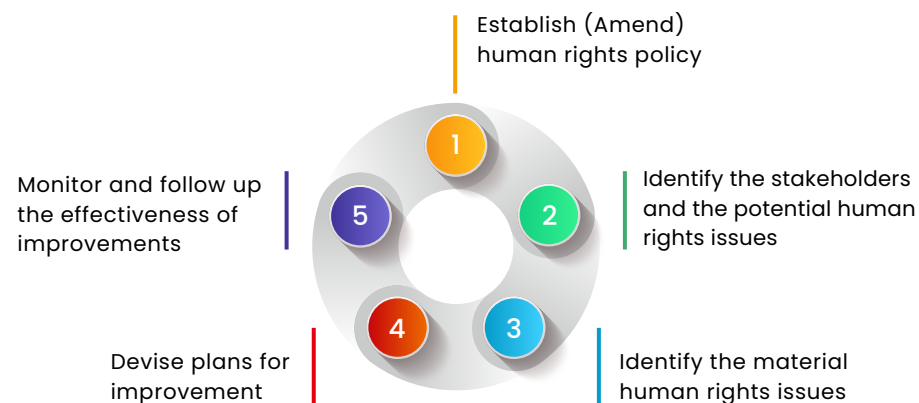 Establish (Amend)
human rights policy
1
Identify the stakeholders
and the potential human
rights issues
2
Identify the material
human rights issues
3
Devise plans for
improvement
4
Monitor and follow up
the effectiveness of
improvements
5